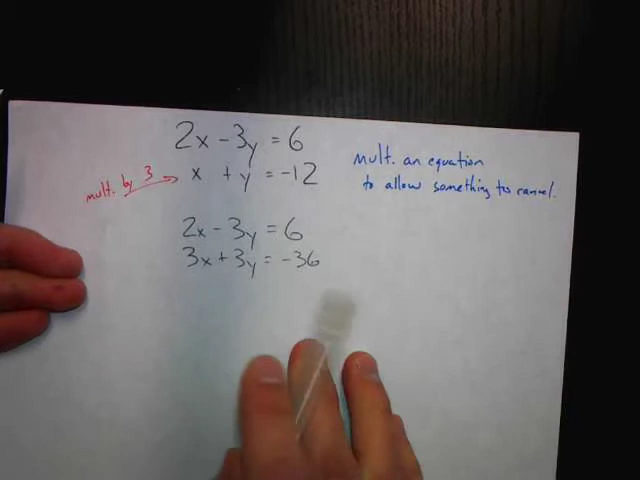 2x - 3y = 6
mult. by 3 → x + y = -12
mult. an equation
to allow something to cancel.
2x - 3y = 6
3x + 3y = -36